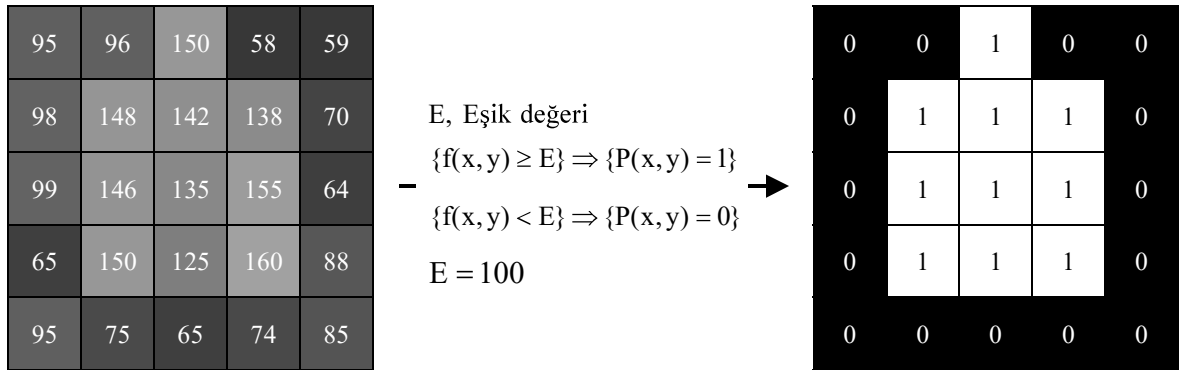 95 96 150 58 59
98 148 142 138 70
99 146 135 155 64
65 150 125 160 88
95 75 65 74 85
E, Eşik değeri
{f(x, y) ≥ E} ⇒ {P(x, y) = 1}
{f(x, y) < E} ⇒ {P(x, y) = 0}
E = 100
0 0 1 0 0
0 1 1 1 0
0 1 1 1 0
0 1 1 1 0
0 0 0 0 0